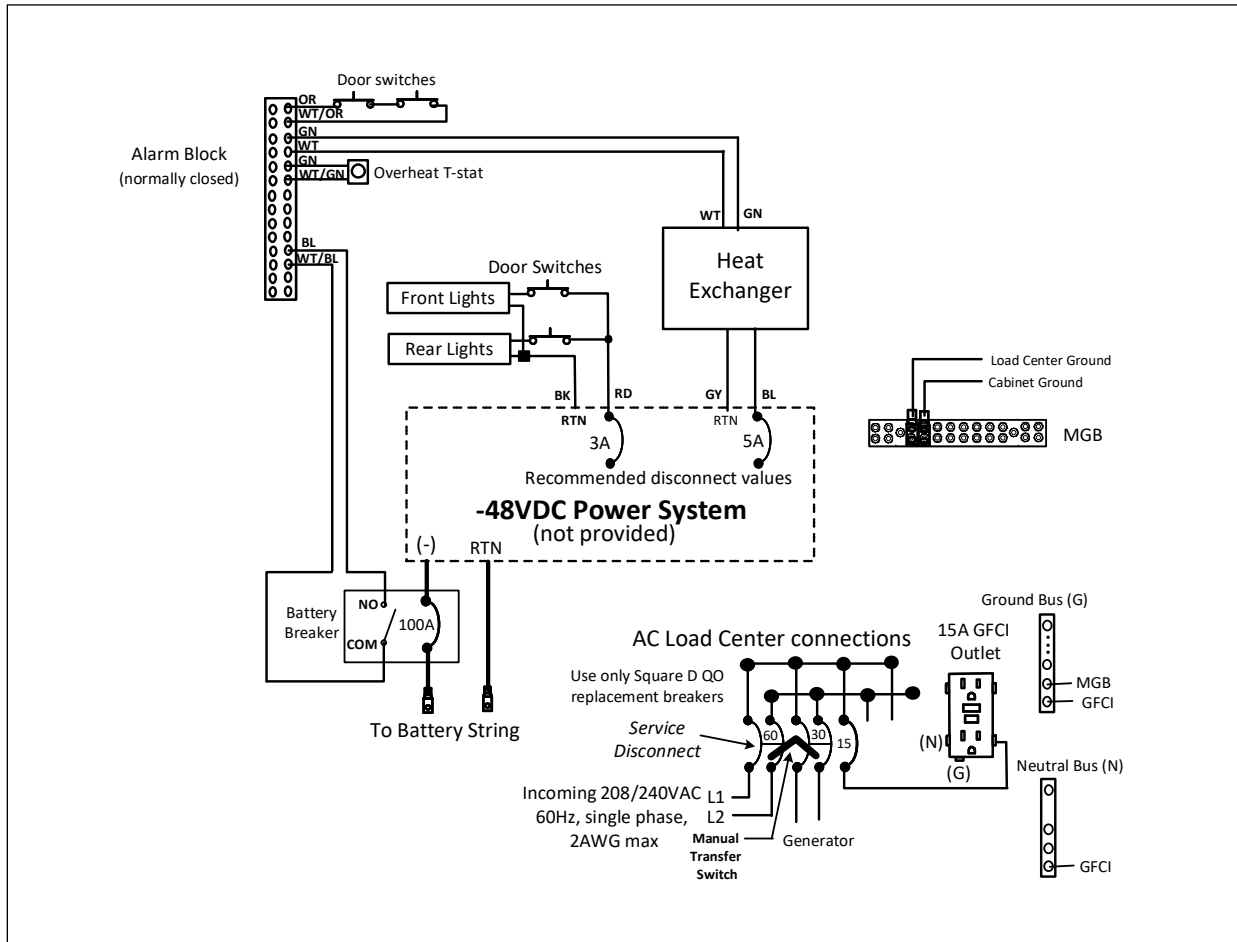 Door switches
OR
WT/OR
GN
WT
GN
WT/GN
Alarm Block
(normally closed)
Overheat T-stat
BL
WT/BL
WT
GN
Heat
Exchanger
Door Switches
Front Lights
Rear Lights
BK
RD
GY
BL
RTN
RTN
3A
5A
Recommended disconnect values
-48VDC Power System
(not provided)
(-)
RTN
Load Center Ground
Cabinet Ground
MGB
NO
COM
Battery
Breaker
100A
To Battery String
AC Load Center connections
Use only Square D QO
replacement breakers
Service
Disconnect
60
30
15
Incoming 208/240VAC
60Hz, single phase,
2AWG max
L1
L2
Manual
Transfer
Switch
Generator
15A GFCI
Outlet
(N)
(G)
Ground Bus (G)
MGB
GFCI
Neutral Bus (N)
GFCI